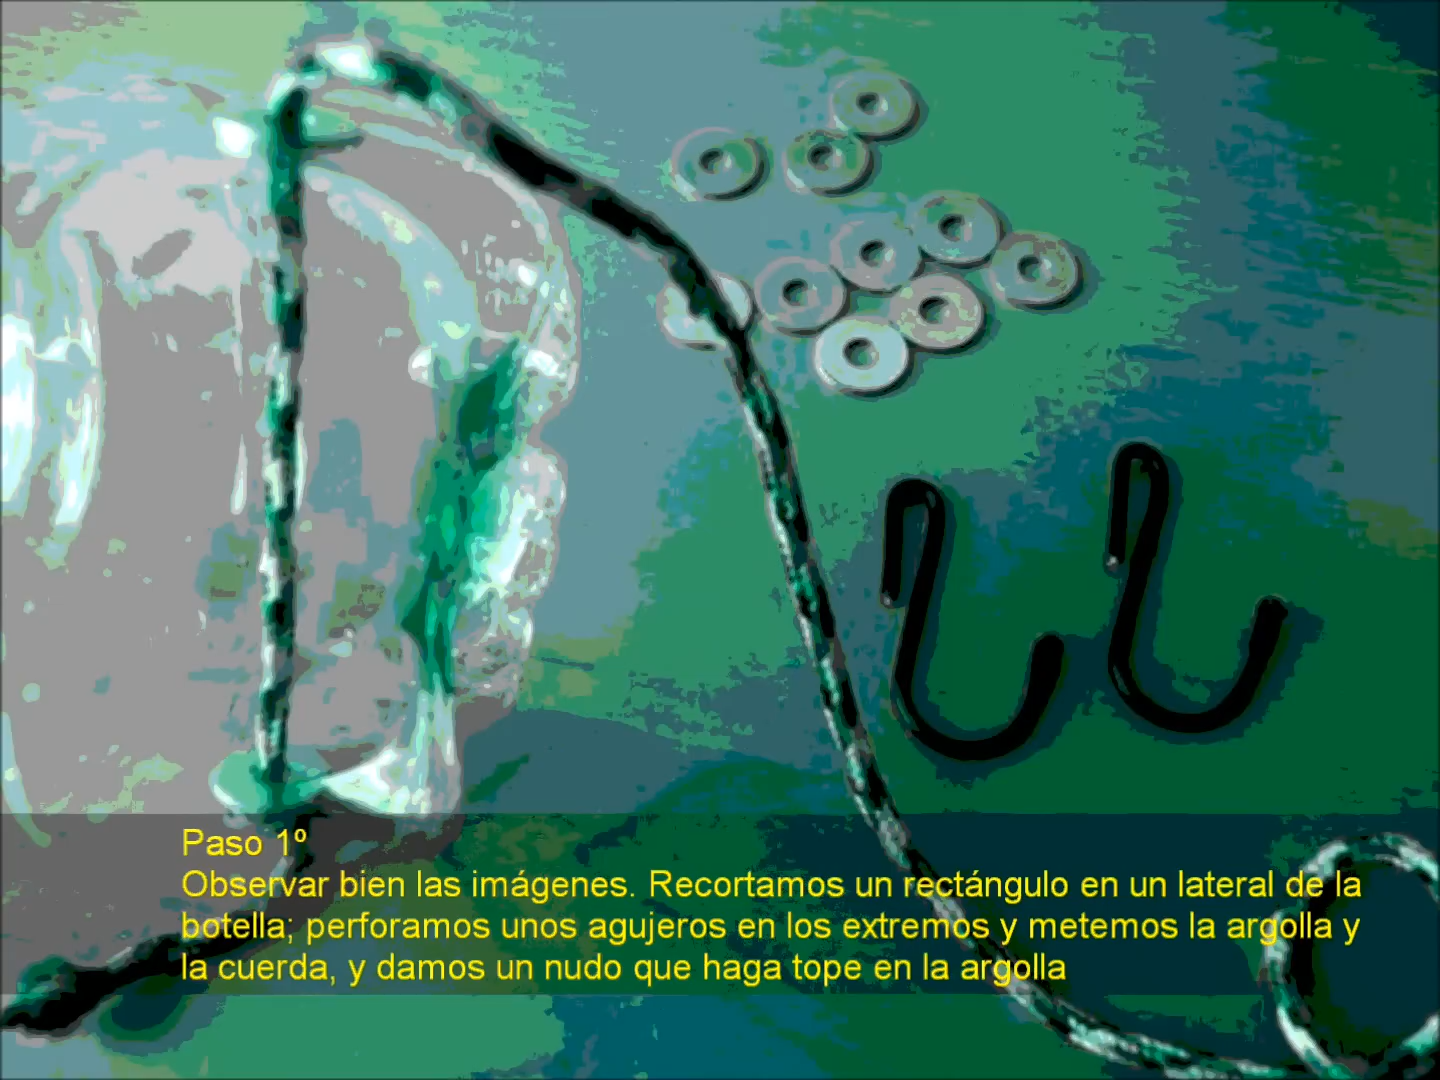 Paso 1º
Observar bien las imágenes. Recortamos un rectángulo en un lateral de la
botella; perforamos unos agujeros en los extremos y metemos la argolla y
la cuerda, y damos un nudo que haga tope en la argolla